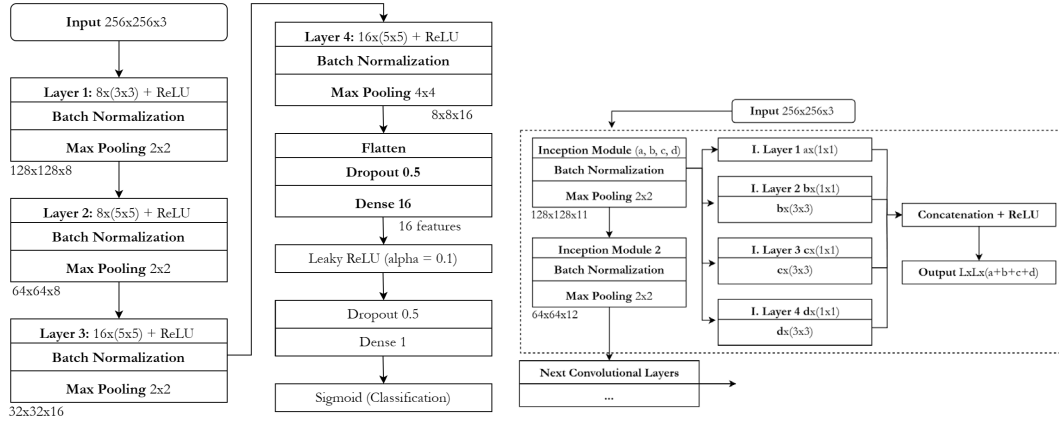 Input 256x256x3
Layer 1: 8x(3x3) + ReLU
Batch Normalization
Max Pooling 2x2
128x128x8
Layer 2: 8x(5x5) + ReLU
Batch Normalization
Max Pooling 2x2
64x64x8
Layer 3: 16x(5x5) + ReLU
Batch Normalization
Max Pooling 2x2
32x32x16
Layer 4: 16x(5x5) + ReLU
Batch Normalization
Max Pooling 4x4
8x8x16
Flatten
Dropout 0.5
Dense 16
16 features
Leaky ReLU (alpha = 0.1)
Dropout 0.5
Dense 1
Sigmoid (Classification)
Input 256x256x3
Inception Module (a, b, c, d)
Batch Normalization
Max Pooling 2x2
128x128x11
Inception Module 2
Batch Normalization
Max Pooling 2x2
64x64x12
Next Convolutional Layers
...
I. Layer 1 ax(1x1)
I. Layer 2 bx(1x1)
bx(3x3)
I. Layer 3 cx(1x1)
cx(3x3)
I. Layer 4 dx(1x1)
dx(3x3)
Concatenation + ReLU
Output LxLx(a+b+c+d)